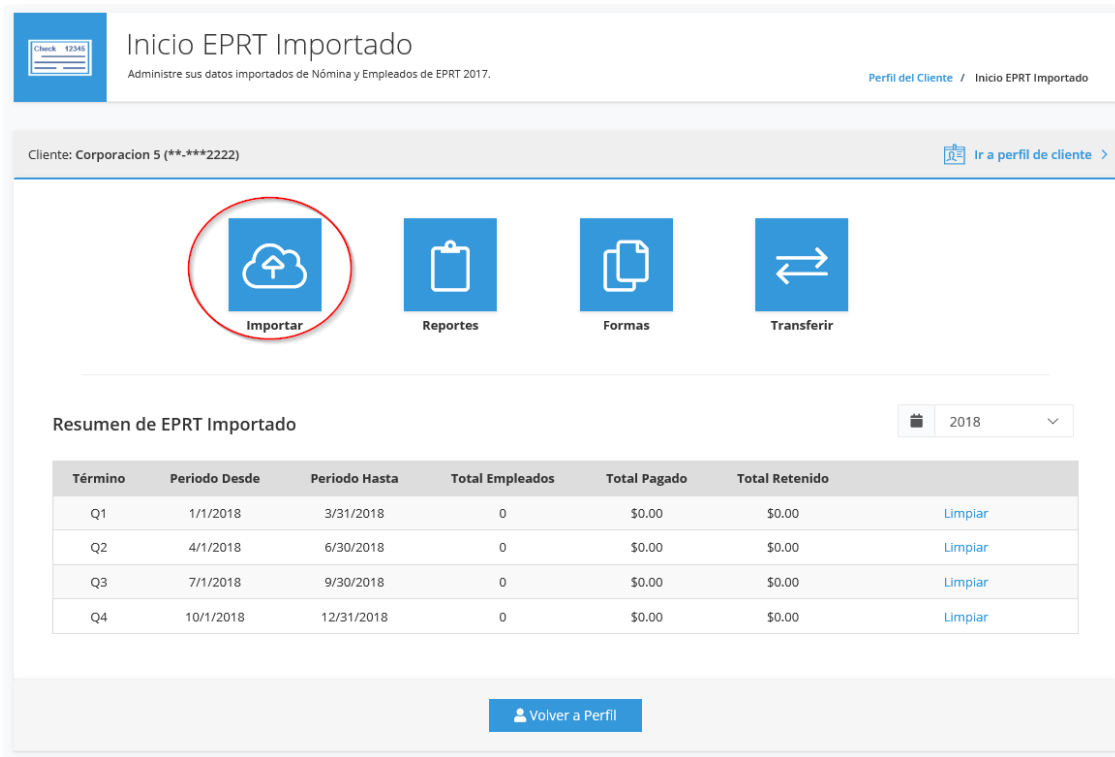 Check 12345
Inicio EPRT Importado
Administre sus datos importados de Nómina y Empleados de EPRT 2017.
Perfil del Cliente / Inicio EPRT Importado
Cliente: Corporacion 5 (**-***2222)
Ir a perfil de cliente >
Importar Reportes Formas Transferir
Resumen de EPRT Importado
2018
Término Periodo Desde Periodo Hasta Total Empleados Total Pagado Total Retenido
Q1 1/1/2018 3/31/2018 0 $0.00 $0.00 Limpiar
Q2 4/1/2018 6/30/2018 0 $0.00 $0.00 Limpiar
Q3 7/1/2018 9/30/2018 0 $0.00 $0.00 Limpiar
Q4 10/1/2018 12/31/2018 0 $0.00 $0.00 Limpiar
Volver a Perfil